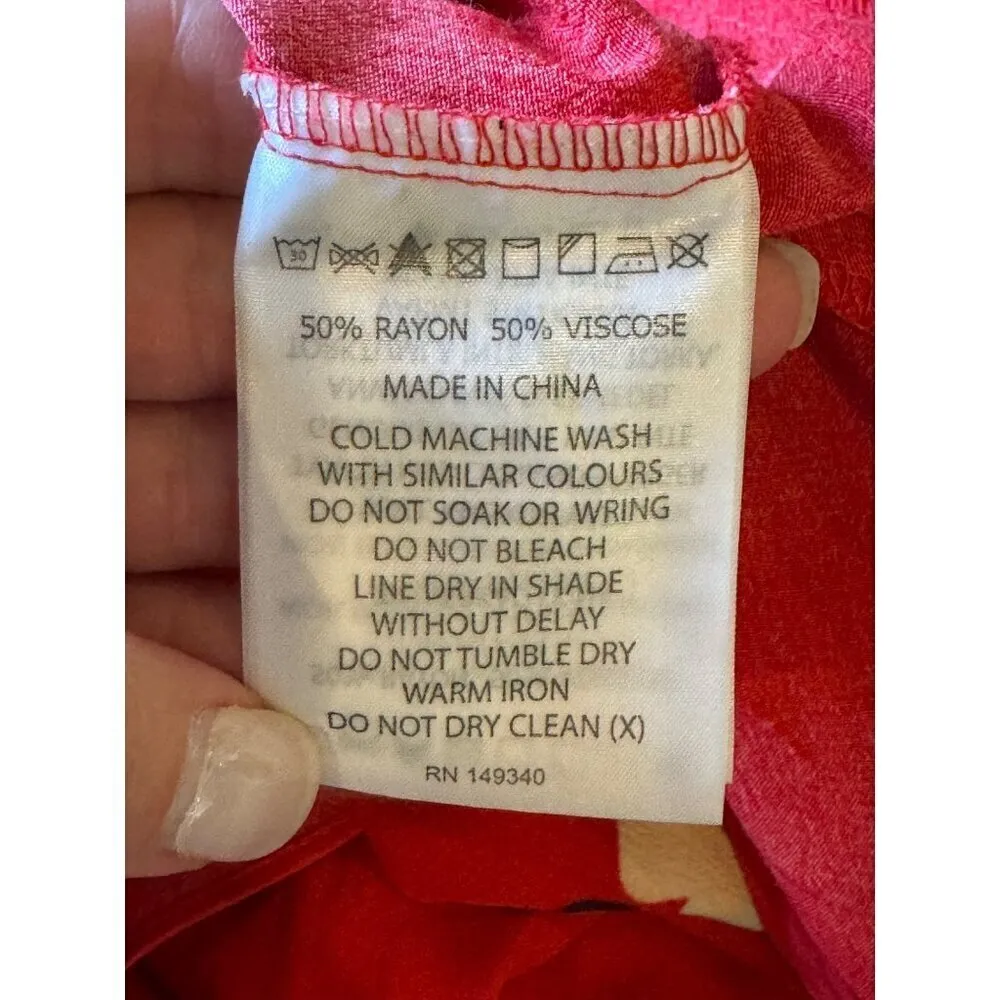 30
50% RAYON 50% VISCOSE
MADE IN CHINA
COLD MACHINE WASH
WITH SIMILAR COLOURS
DO NOT SOAK OR WRING
DO NOT BLEACH
LINE DRY IN SHADE
WITHOUT DELAY
DO NOT TUMBLE DRY
WARM IRON
DO NOT DRY CLEAN (X)
RN 149340